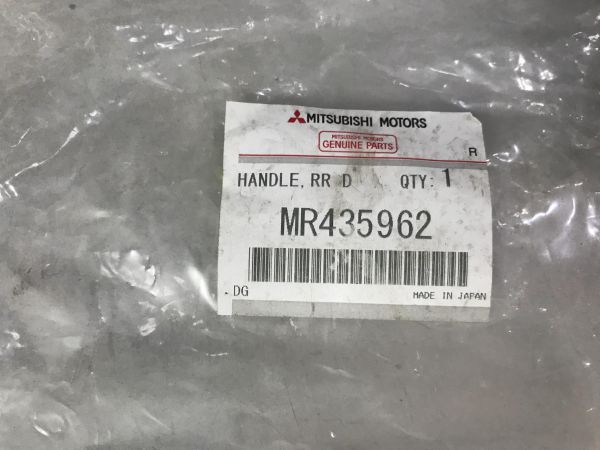 MITSUBISHI MOTORS
MITSUBISHI MOTORS
GENUINE PARTS
R
HANDLE, RR D QTY: 1
MR435962
.DG MADE IN JAPAN